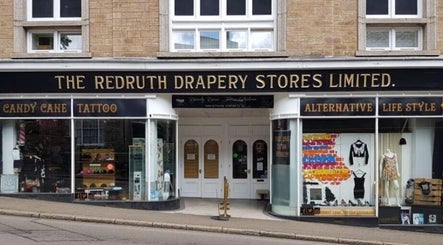 THE REDRUTH DRAPERY STORES LIMITED.
CANDY CANE TATTOO
ALTERNATIVE LIFE STYLE